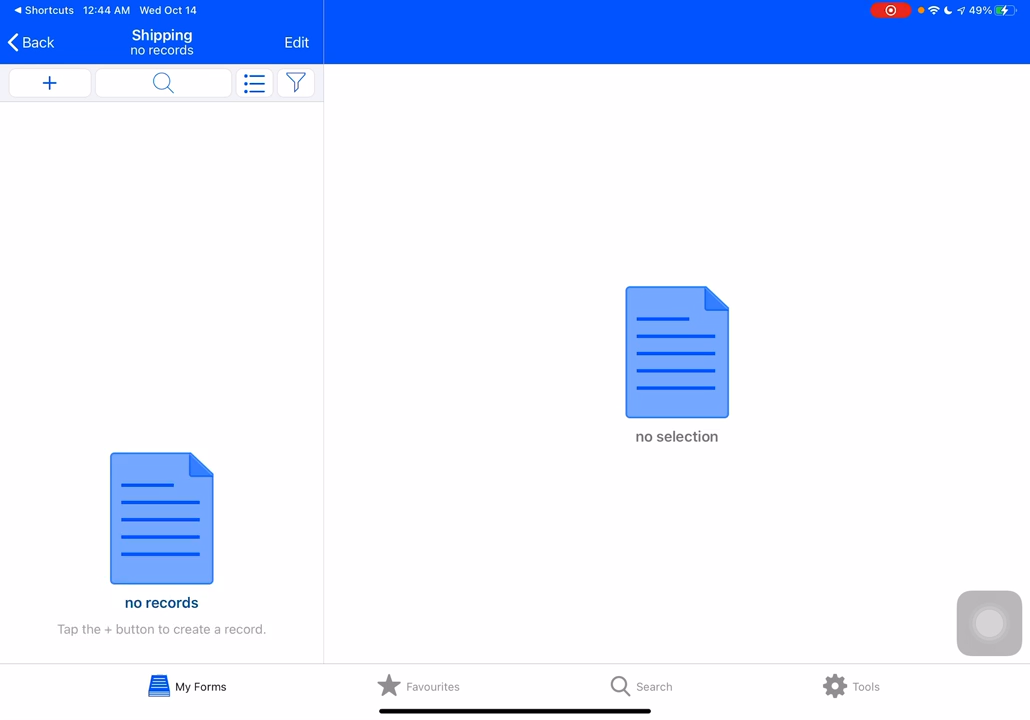 ◀ Shortcuts 12:44 AM Wed Oct 14
49%
Back
Shipping
no records
Edit
no selection
no records
Tap the + button to create a record.
My Forms
Favourites
Search
Tools